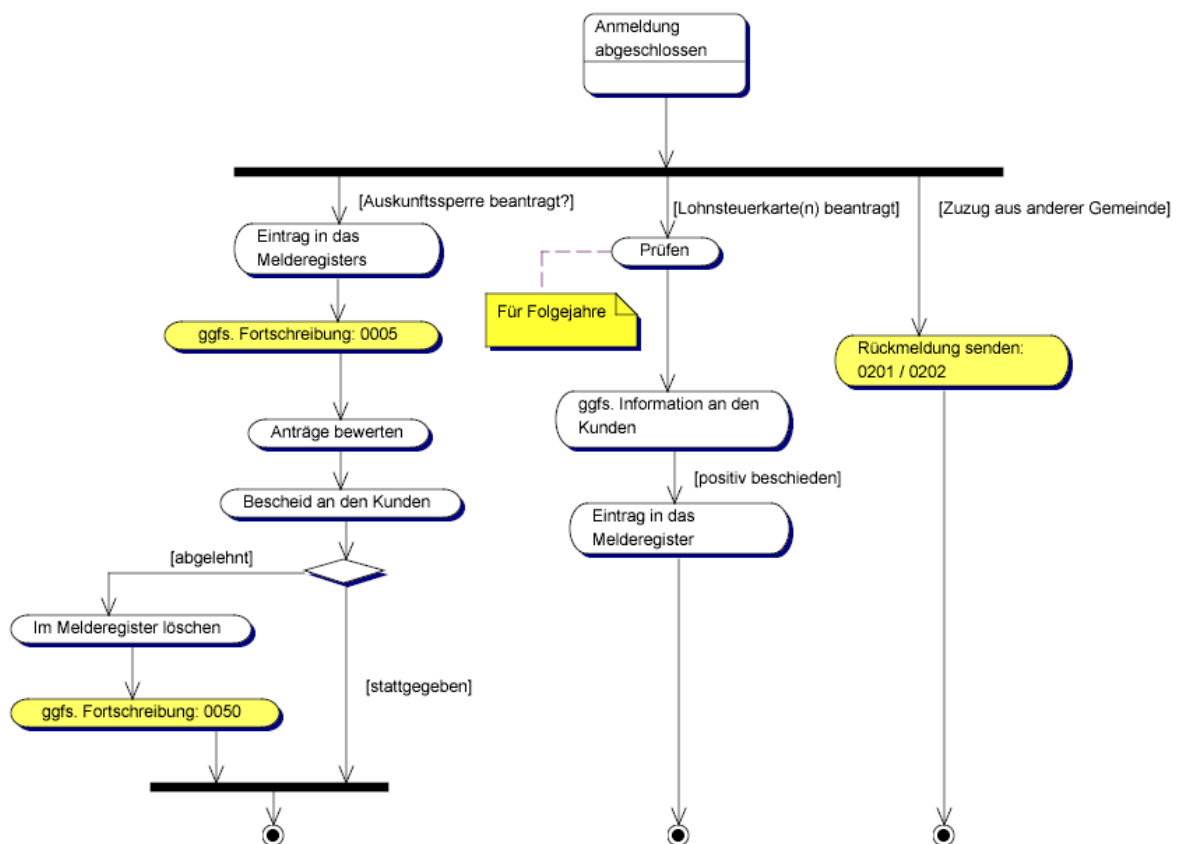 Anmeldung
abgeschlossen
[Auskunftssperre beantragt?]
[Lohnsteuerkarte(n) beantragt]
[Zuzug aus anderer Gemeinde]
Eintrag in das
Melderegisters
Prüfen
Für Folgejahre
ggfs. Fortschreibung: 0005
Rückmeldung senden:
0201 / 0202
ggfs. Information an den
Kunden
Anträge bewerten
[positiv beschieden]
Bescheid an den Kunden
Eintrag in das
Melderegister
[abgelehnt]
Im Melderegister löschen
[stattgegeben]
ggfs. Fortschreibung: 0050